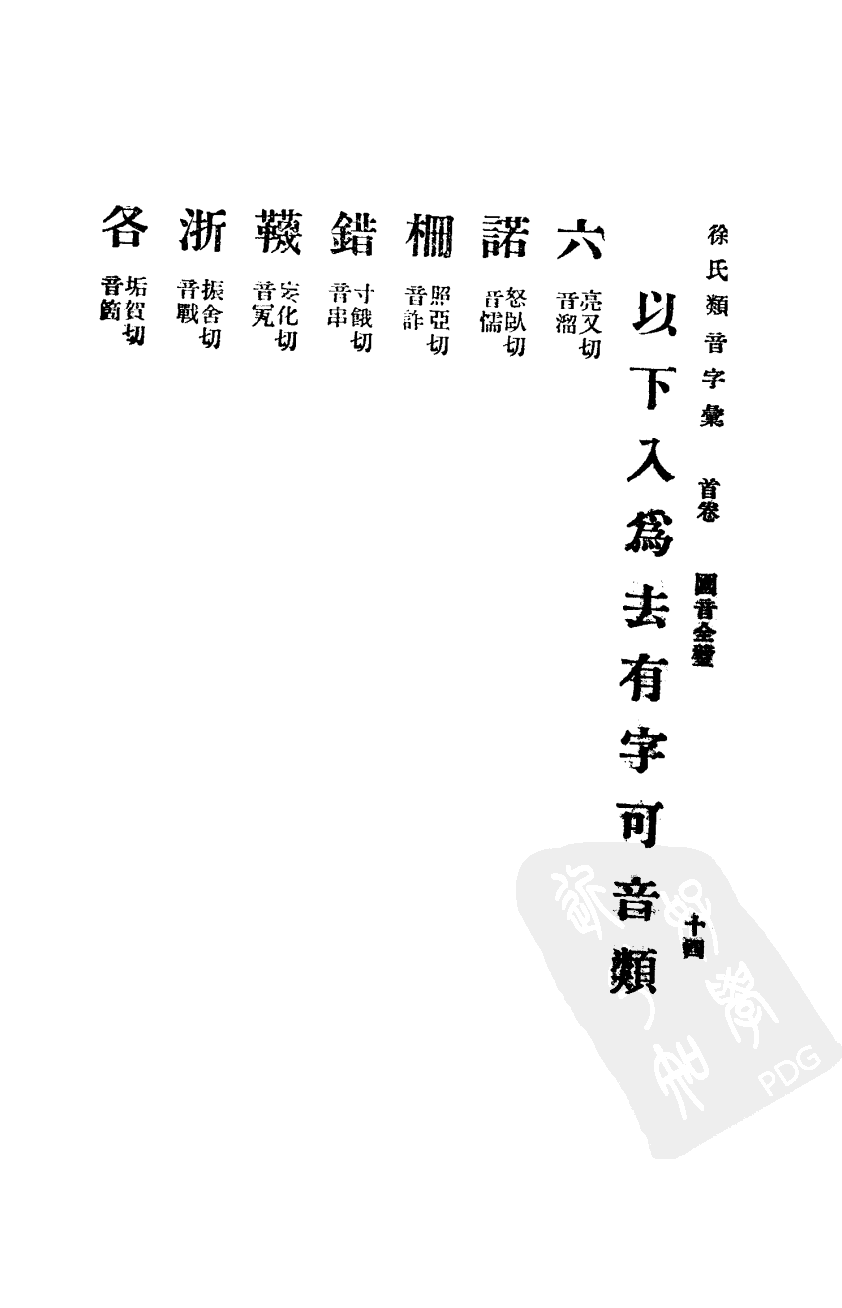 徐氏類音字彙 首卷 國音全璧 十四
以下入爲去有字可音類
六 亮又切 音溜
諾 怒臥切 音懦
柵 照亞切 音詐
錯 寸餓切 音串
韈 化切 音
浙 振舍切 音戰
各 垢賀切 音箇
PDG